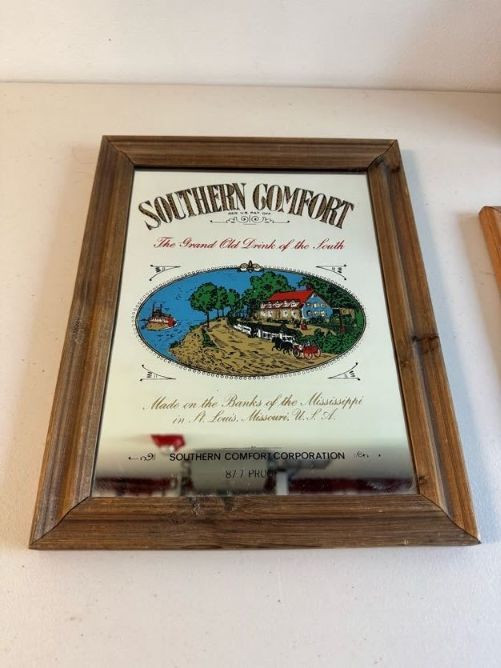 SOUTHERN COMFORT
REG. U.S. PAT. OFF.
The Grand Old Drink of the South
Made on the Banks of the Mississippi
in St. Louis, Missouri, U.S.A.
SOUTHERN COMFORT CORPORATION
87.7 PROOF